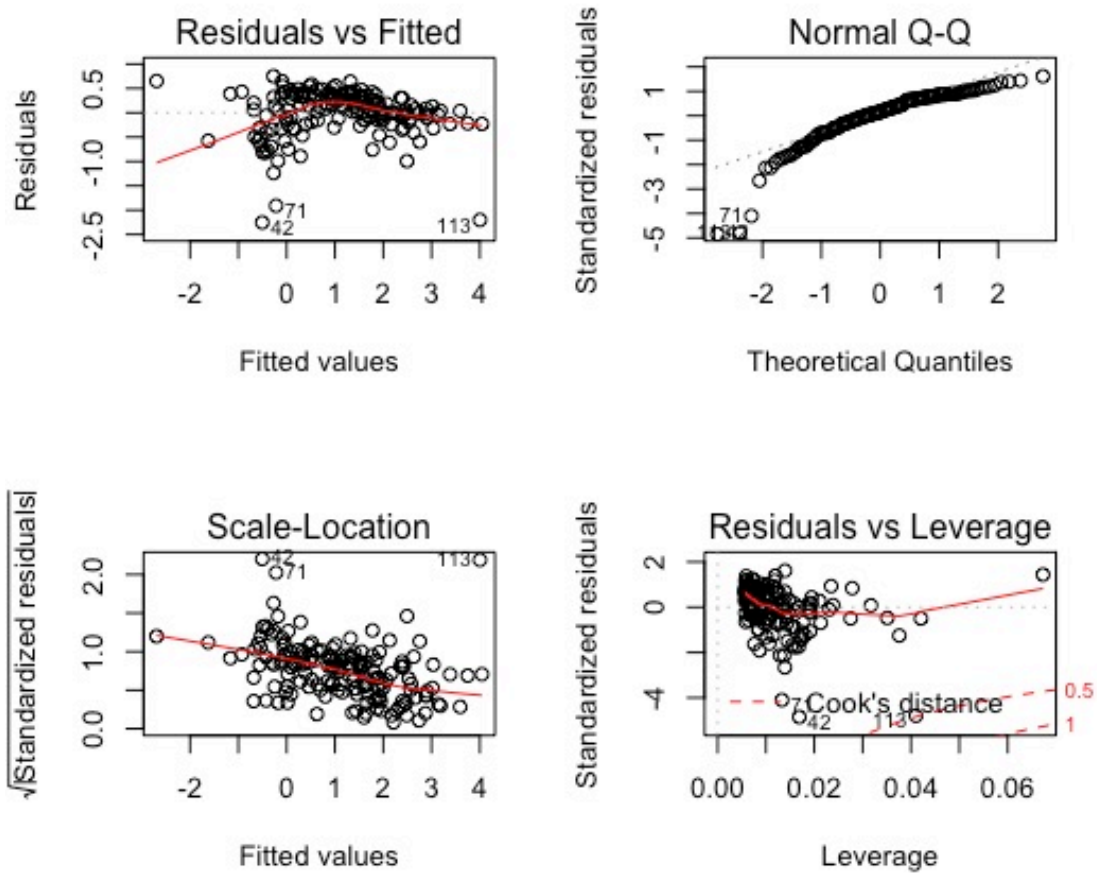 Residuals vs Fitted
Residuals
0.5
-1.0
-2.5
71
42
113
-2 0 1 2 3 4
Fitted values
Normal Q-Q
Standardized residuals
1
-1
-3
-5
71
-2 -1 0 1 2
Theoretical Quantiles
Scale-Location
√|Standardized residuals|
2.0
1.0
0.0
42
71
113
-2 0 1 2 3 4
Fitted values
Residuals vs Leverage
Standardized residuals
2
0
-4
Cook's distance
42
113
0.5
1
0.00 0.02 0.04 0.06
Leverage